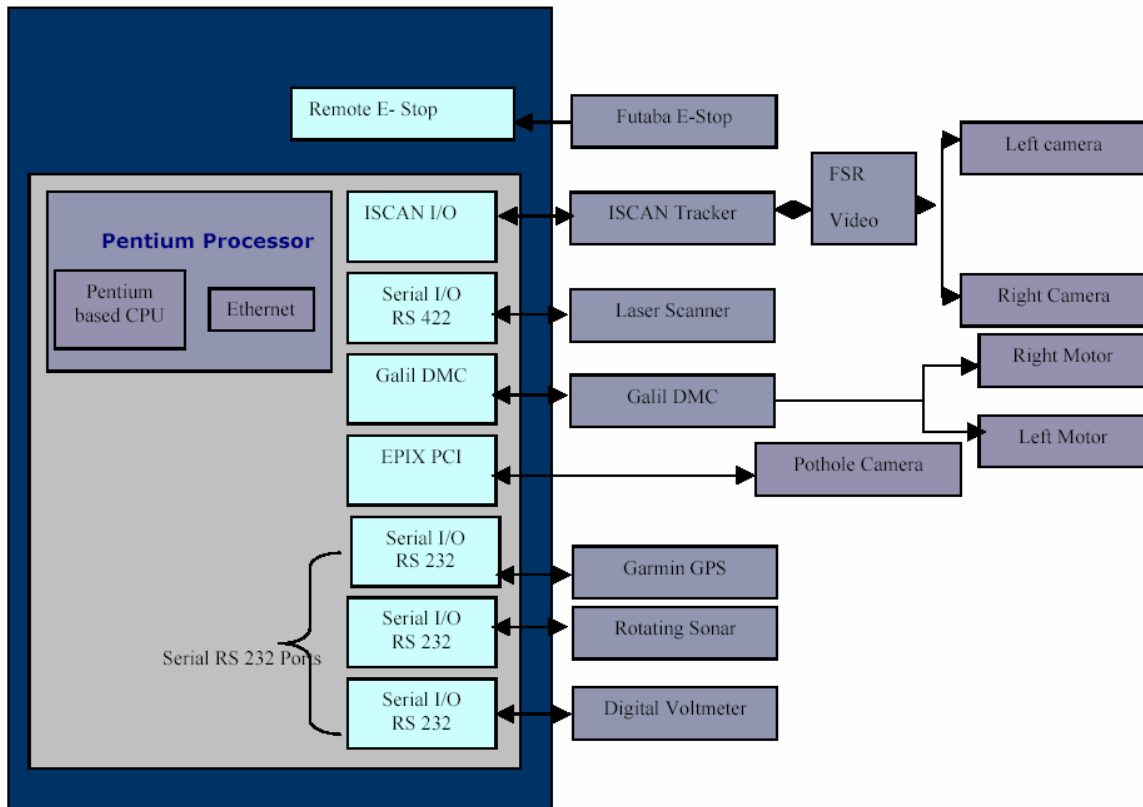 Remote E- Stop
Futaba E-Stop
Left camera
FSR
Video
ISCAN I/O
ISCAN Tracker
Pentium Processor
Pentium
based CPU
Ethernet
Serial I/O
RS 422
Laser Scanner
Right Camera
Right Motor
Galil DMC
Galil DMC
Left Motor
EPIX PCI
Pothole Camera
Serial I/O
RS 232
Garmin GPS
Serial I/O
RS 232
Rotating Sonar
Serial RS 232 Ports
Serial I/O
RS 232
Digital Voltmeter